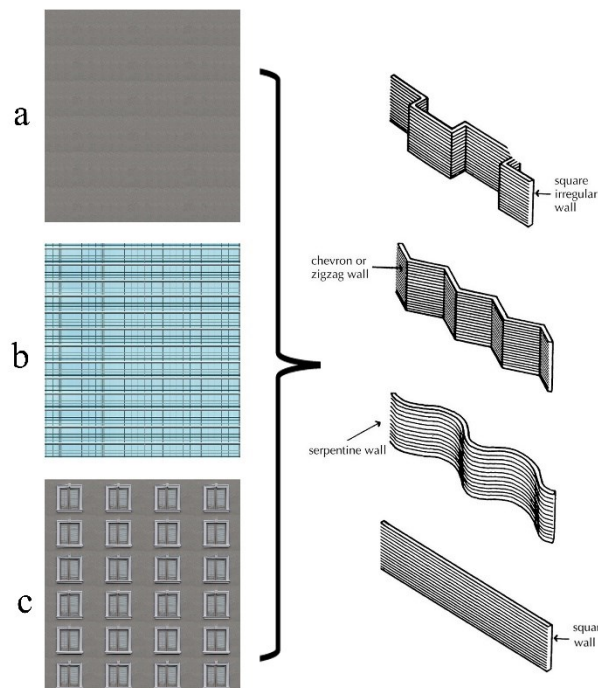 a
square
irregular
wall
chevron or
zigzag wall
b
serpentine wall
c
squar
wall